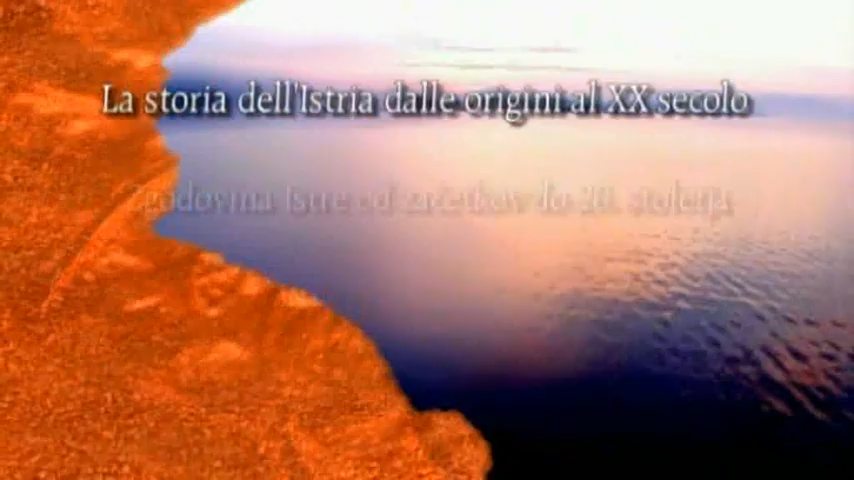 La storia dell'Istria dalle origini al XX secolo
Zgodovina Istre od začetkov do 20. stoletja